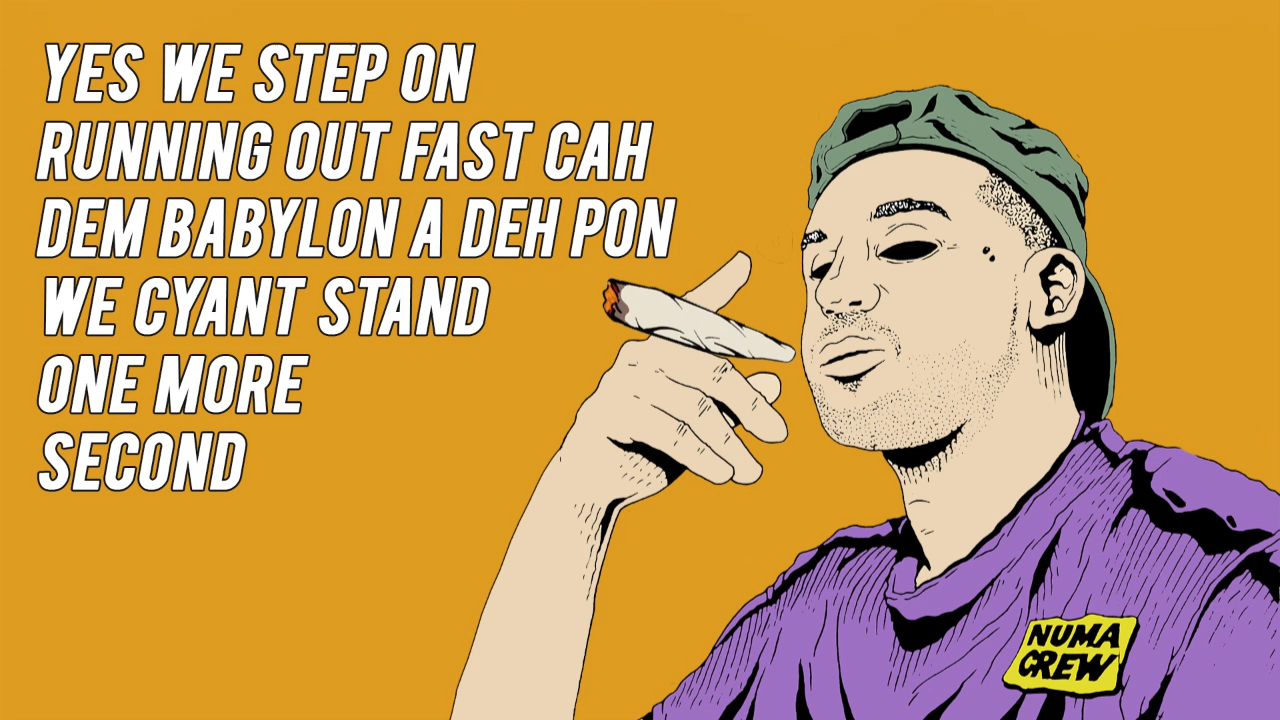 YES WE STEP ON
RUNNING OUT FAST CAH
DEM BABYLON A DEH PON
WE CYANT STAND
ONE MORE
SECOND
NUMA
CREW